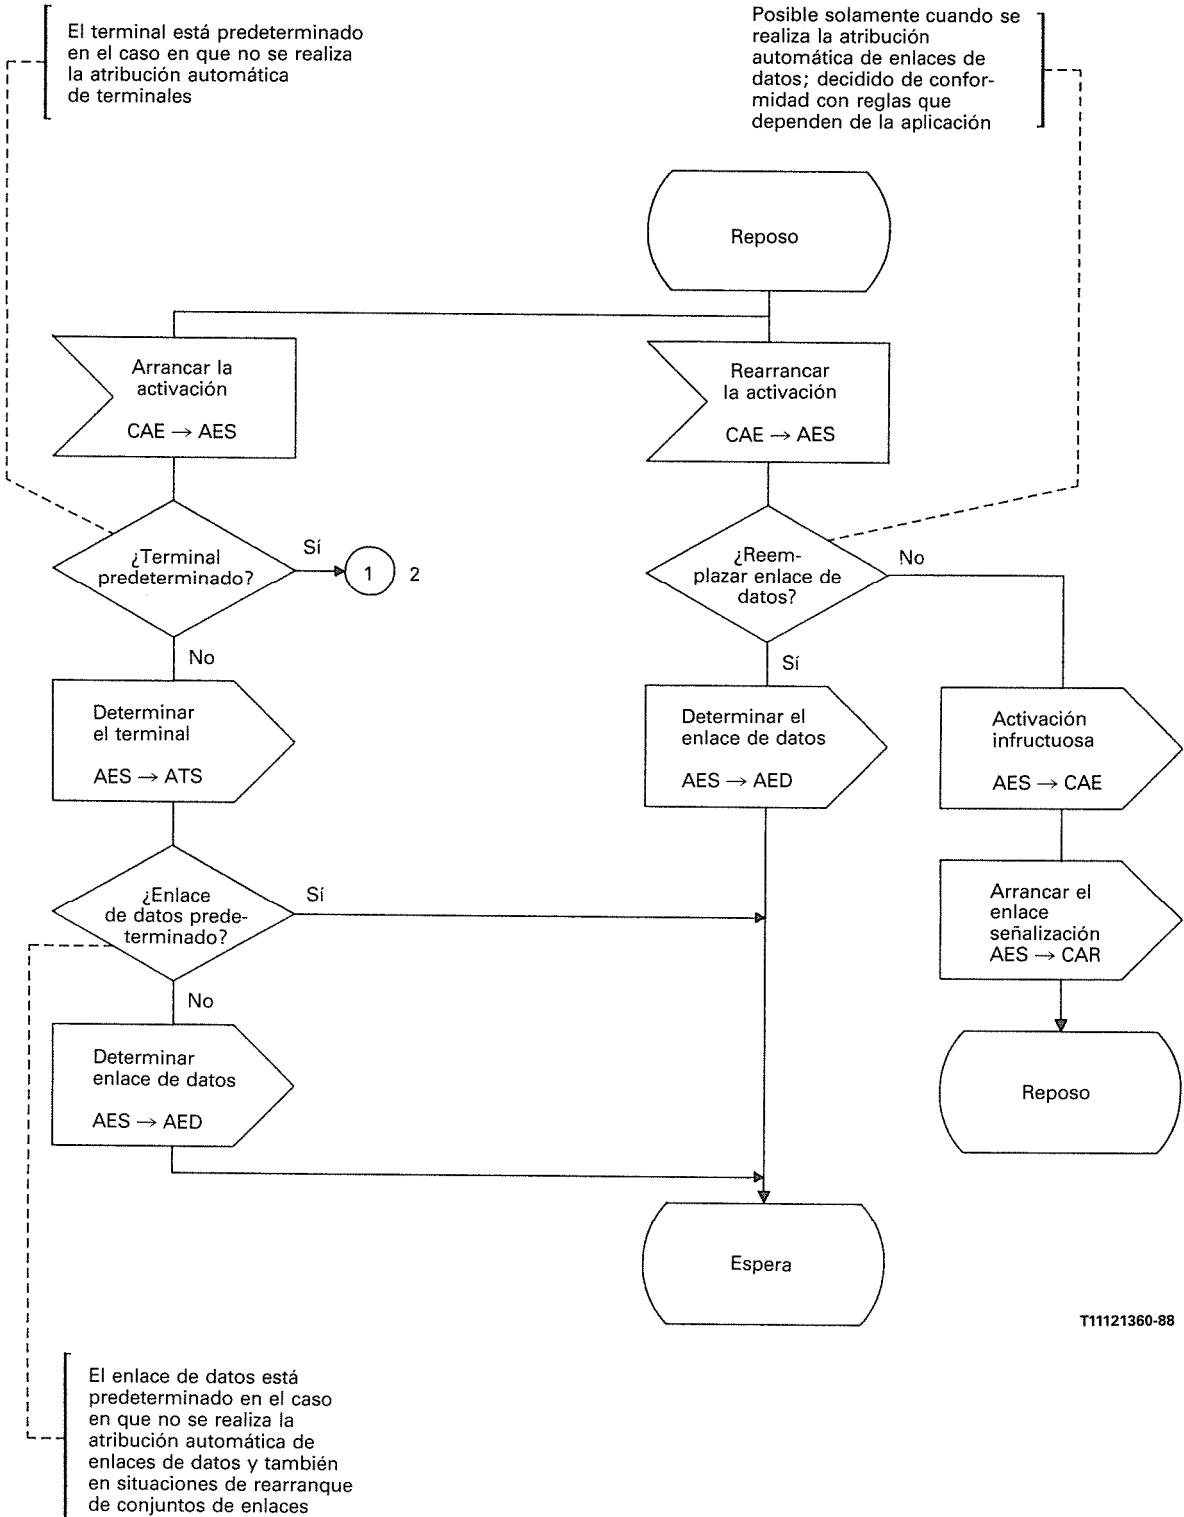 El terminal está predeterminado
en el caso en que no se realiza
la atribución automática
de terminales
Posible solamente cuando se
realiza la atribución
automática de enlaces de
datos; decidido de confor-
midad con reglas que
dependen de la aplicación
Reposo
Arrancar la
activación
CAE → AES
Rearrancar
la activación
CAE → AES
¿Terminal
predeterminado?
Sí
1
2
No
¿Reem-
plazar enlace de
datos?
No
Sí
Determinar
el terminal
AES → ATS
Determinar el
enlace de datos
AES → AED
Activación
infructuosa
AES → CAE
¿Enlace
de datos prede-
terminado?
Sí
No
Arrancar el
enlace
señalización
AES → CAR
Determinar
enlace de datos
AES → AED
Reposo
Espera
T11121360-88
El enlace de datos está
predeterminado en el caso
en que no se realiza la
atribución automática de
enlaces de datos y también
en situaciones de rearranque
de conjuntos de enlaces